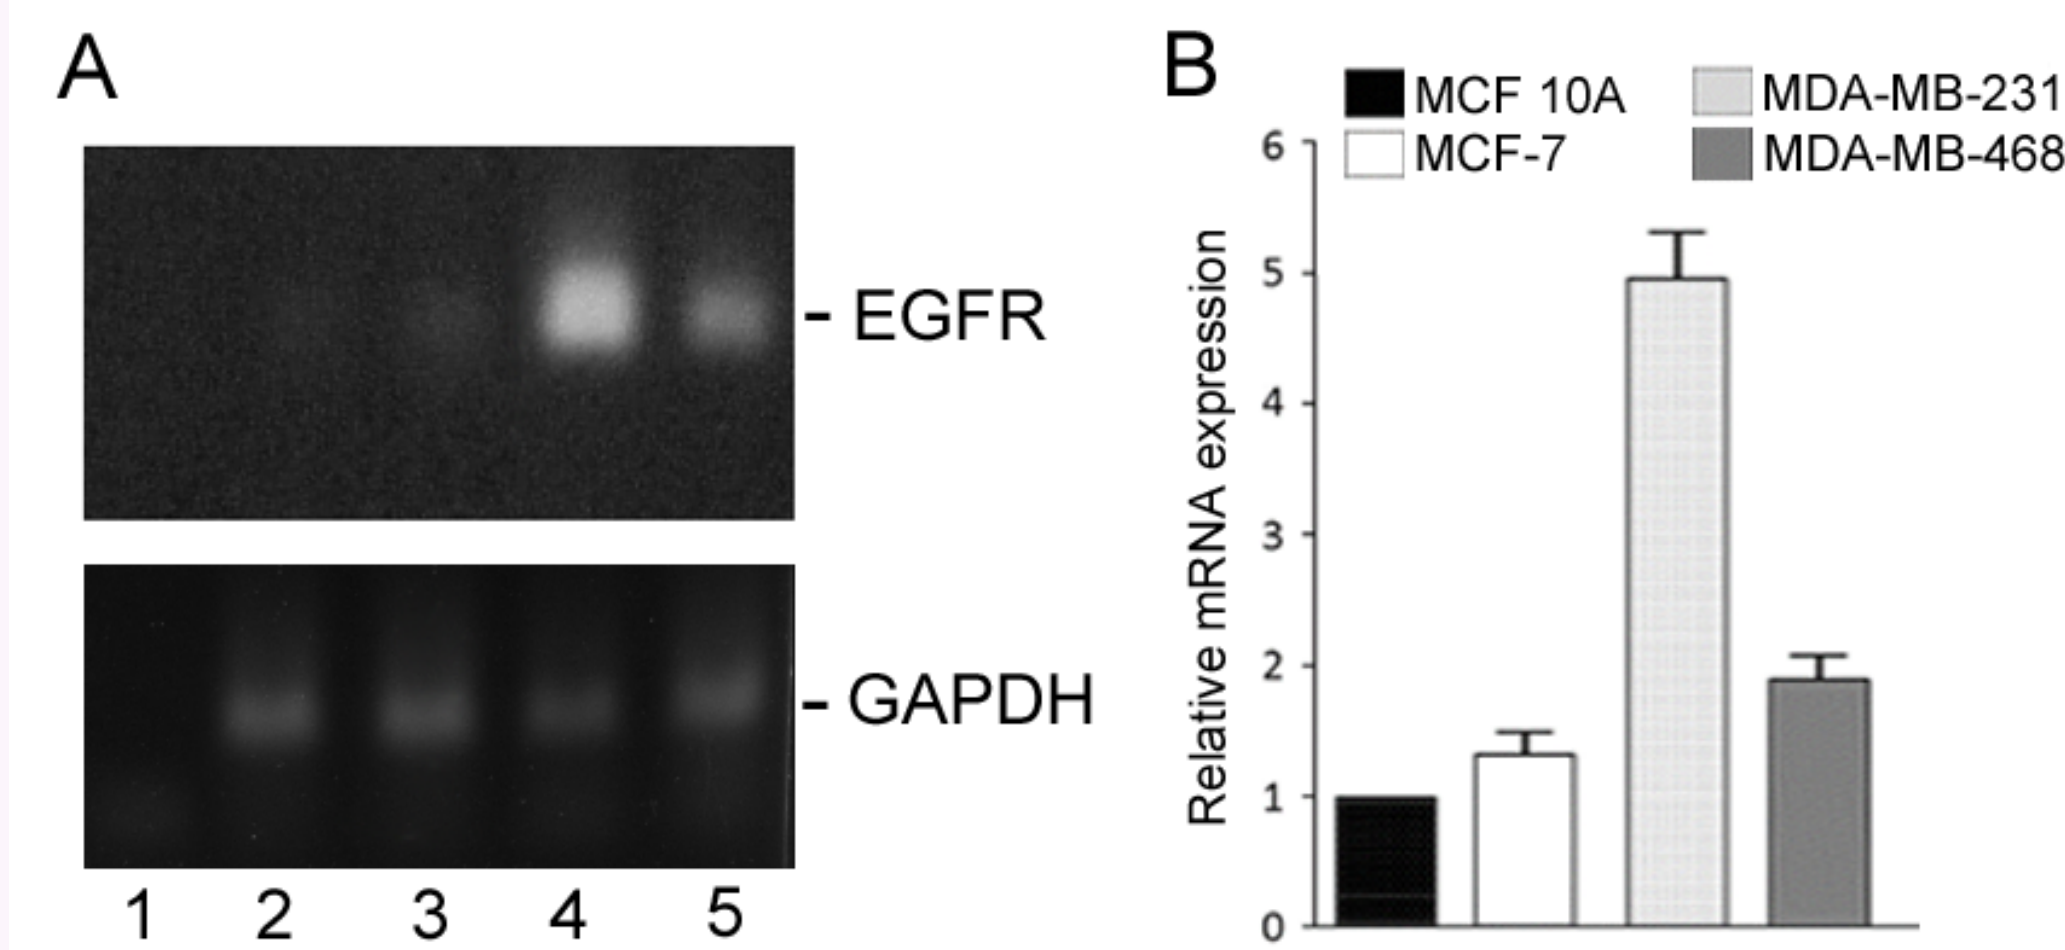 A
- EGFR
- GAPDH
1 2 3 4 5
B
MCF 10A
MCF-7
MDA-MB-231
MDA-MB-468
Relative mRNA expression
6
5
4
3
2
1
0